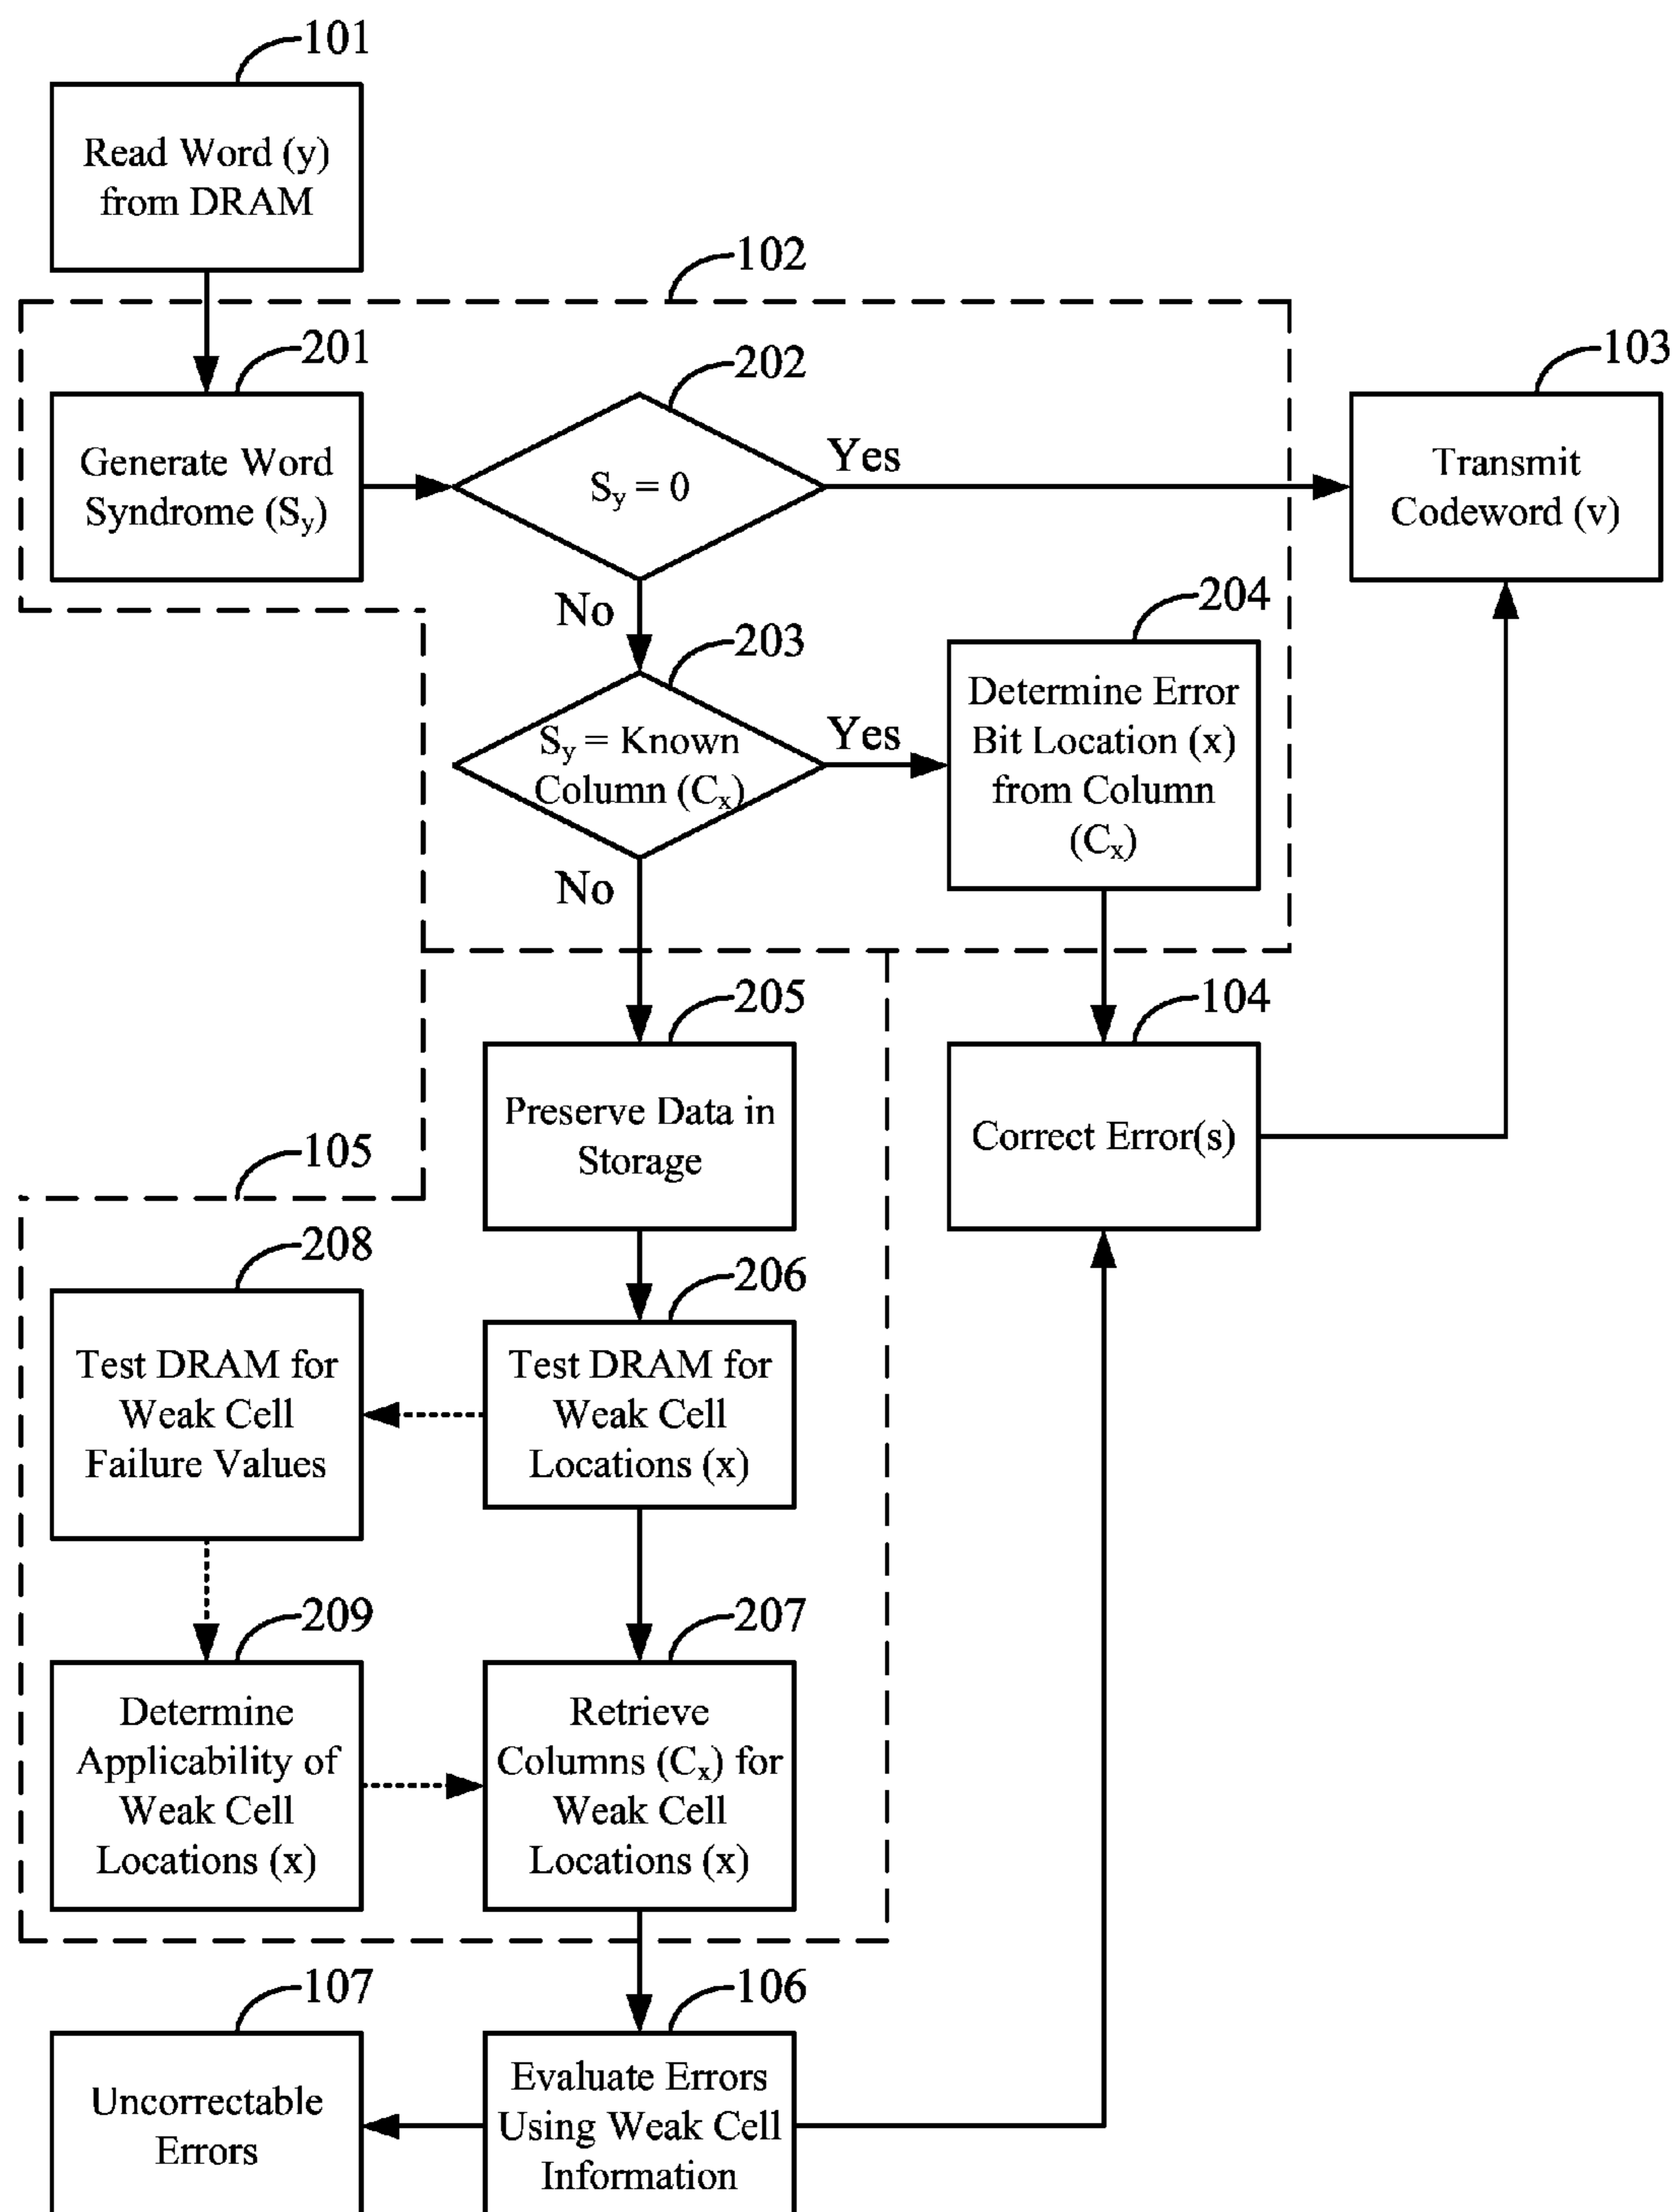 101
Read Word (y)
from DRAM
102
201
Generate Word
Syndrome (Sy)
202
Sy = 0
Yes
103
Transmit
Codeword (v)
No
203
Sy = Known
Column (Cx)
Yes
204
Determine Error
Bit Location (x)
from Column
(Cx)
No
205
Preserve Data in
Storage
104
Correct Error(s)
105
208
Test DRAM for
Weak Cell
Failure Values
206
Test DRAM for
Weak Cell
Locations (x)
209
Determine
Applicability of
Weak Cell
Locations (x)
207
Retrieve
Columns (Cx) for
Weak Cell
Locations (x)
107
Uncorrectable
Errors
106
Evaluate Errors
Using Weak Cell
Information